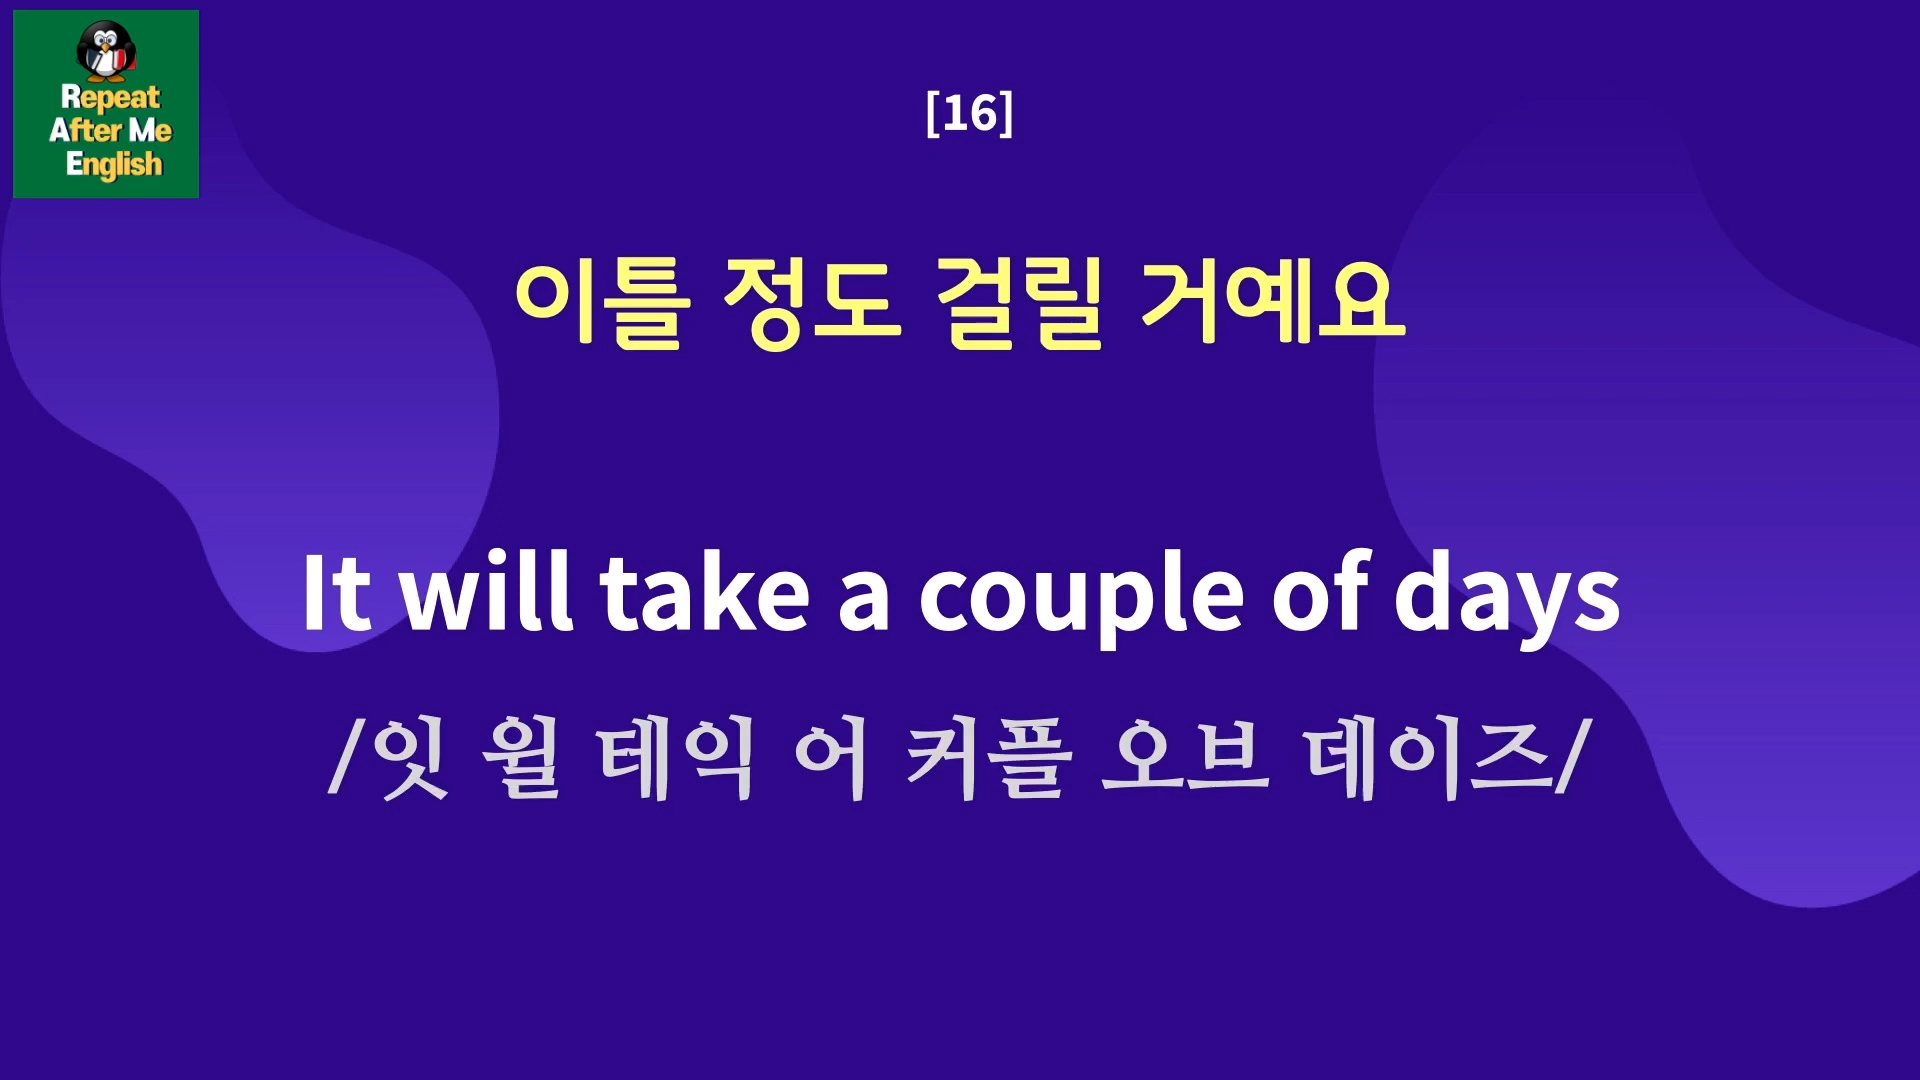 Repeat
After Me
English
[16]
이틀 정도 걸릴 거예요
It will take a couple of days
/잇 월 테익 어 커플 오브 데이즈/